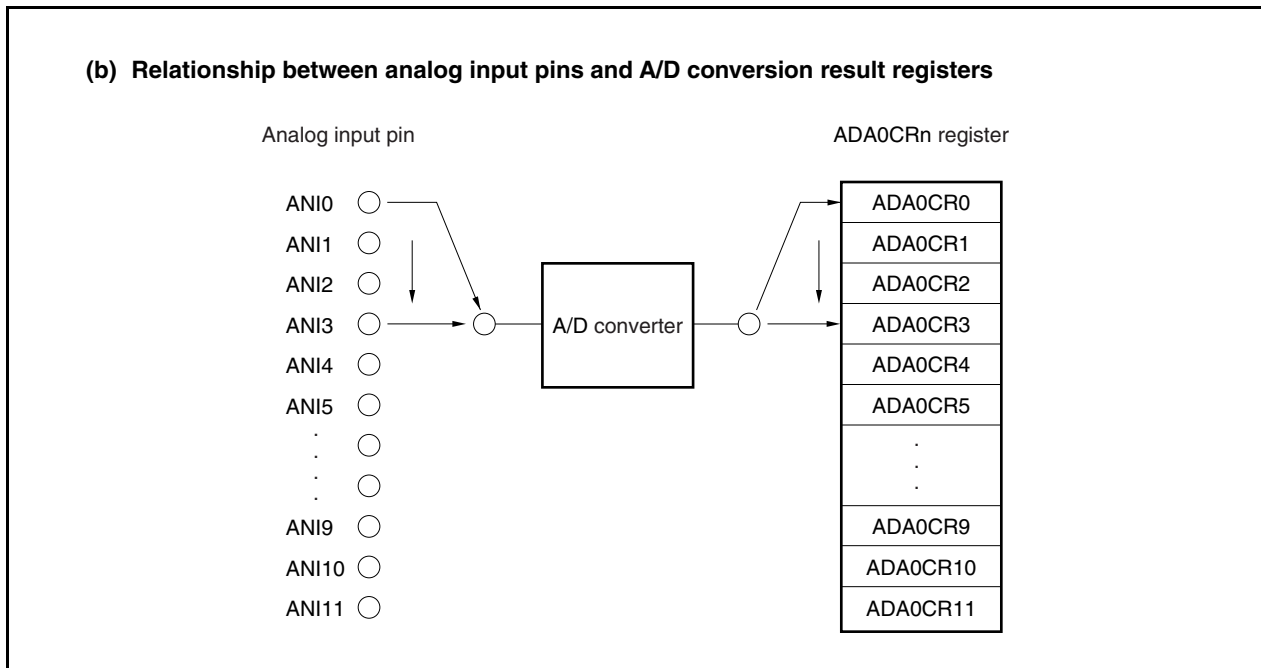 (b) Relationship between analog input pins and A/D conversion result registers
Analog input pin
ADA0CRn register
ANI0
ADA0CR0
ANI1
ADA0CR1
ANI2
ADA0CR2
ANI3
A/D converter
ADA0CR3
ANI4
ADA0CR4
ANI5
ADA0CR5
.
.
.
.
.
.
.
ANI9
ADA0CR9
ANI10
ADA0CR10
ANI11
ADA0CR11